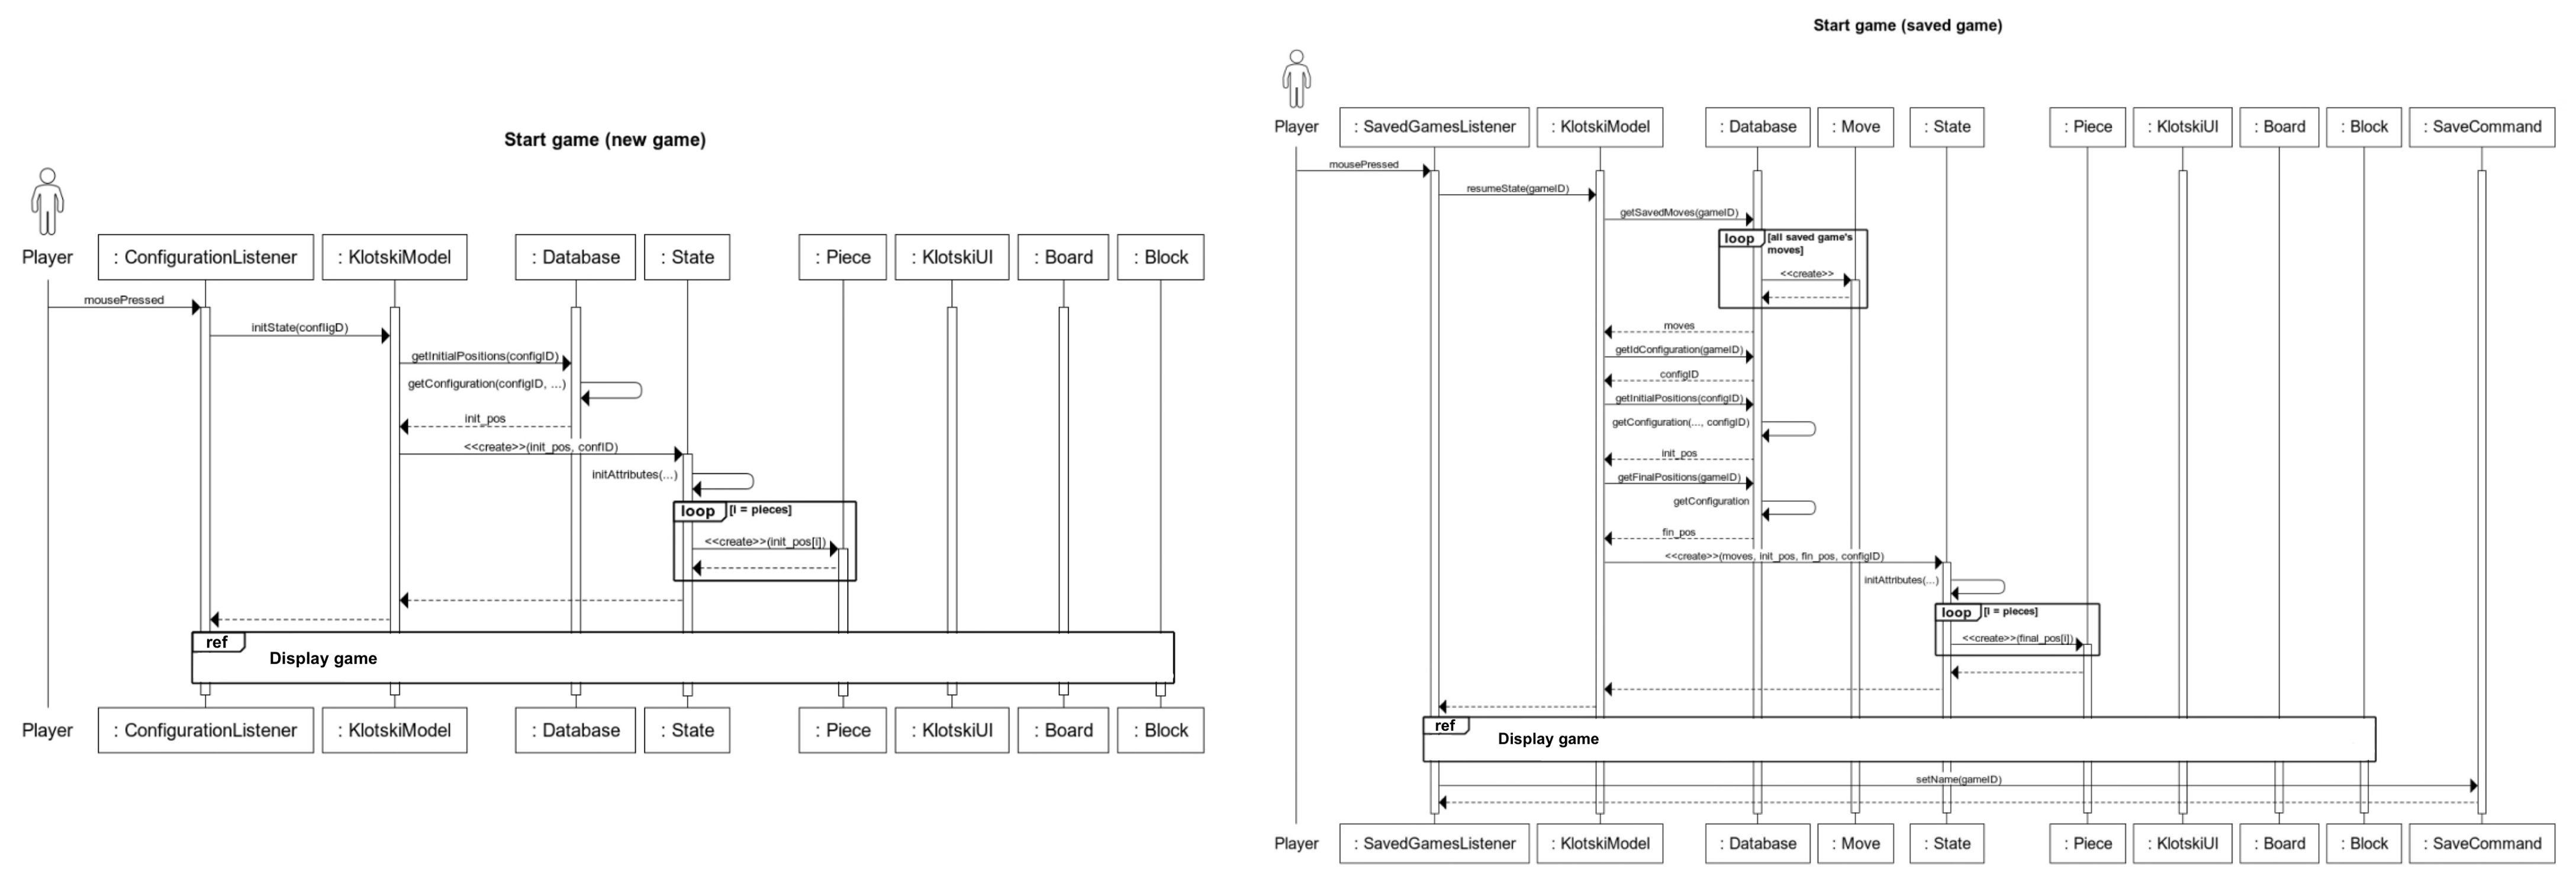 Start game (new game)
Player
: ConfigurationListener
: KlotskiModel
: Database
: State
: Piece
: KlotskiUI
: Board
: Block
mousePressed
initState(confIigD)
getInitialPositions(configID)
getConfiguration(configID, ...)
init_pos
<<create>>(init_pos, confID)
initAttributes(...)
loop
[i = pieces]
<<create>>(init_pos[i])
ref
Display game
Player
: ConfigurationListener
: KlotskiModel
: Database
: State
: Piece
: KlotskiUI
: Board
: Block
Start game (saved game)
Player
: SavedGamesListener
: KlotskiModel
: Database
: Move
: State
: Piece
: KlotskiUI
: Board
: Block
: SaveCommand
mousePressed
resumeState(gameID)
getSavedMoves(gameID)
loop
[all saved game's
moves]
<<create>>
moves
getIdConfiguration(gameID)
configID
getInitialPositions(configID)
getConfiguration(..., configID)
init_pos
getFinalPositions(gameID)
getConfiguration
fin_pos
<<create>>(moves, init_pos, fin_pos, configID)
initAttributes(...)
loop
[i = pieces]
<<create>>(final_pos[i])
ref
Display game
setName(gameID)
Player
: SavedGamesListener
: KlotskiModel
: Database
: Move
: State
: Piece
: KlotskiUI
: Board
: Block
: SaveCommand